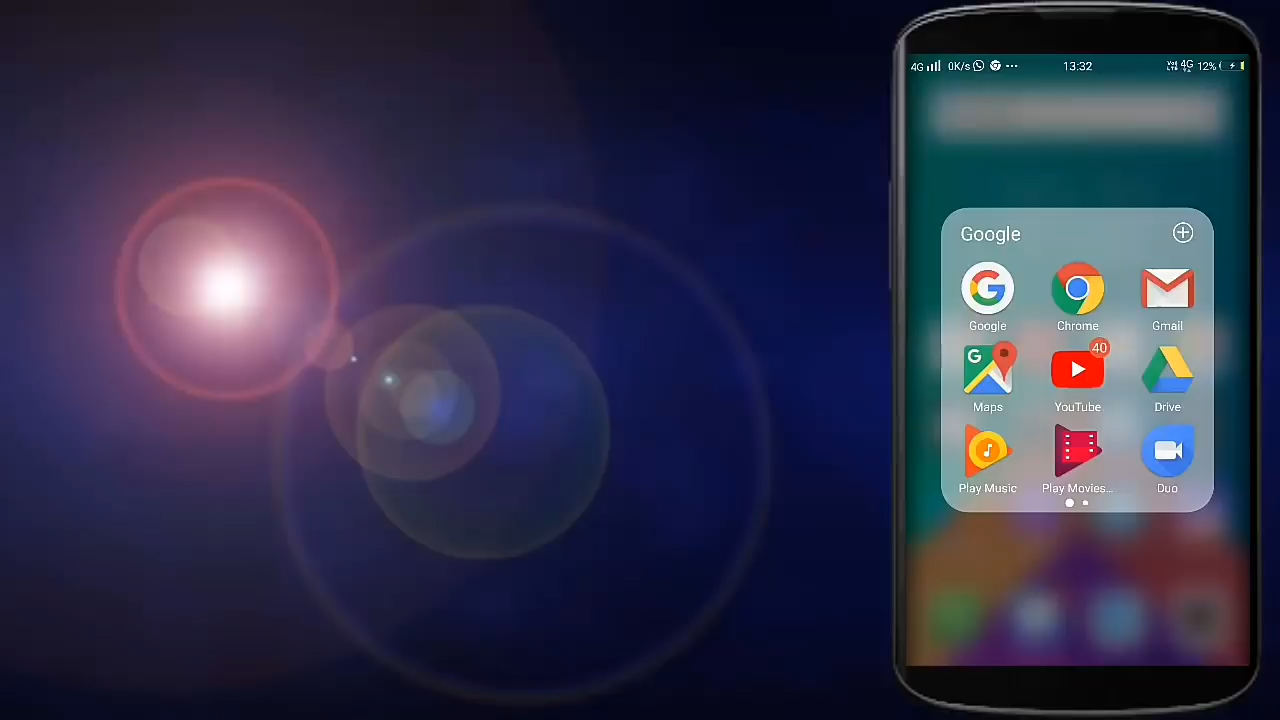 4G 0K/s ... 13:32 4G 12%
Google
Google Chrome Gmail
40
Maps YouTube Drive
Play Music Play Movies... Duo